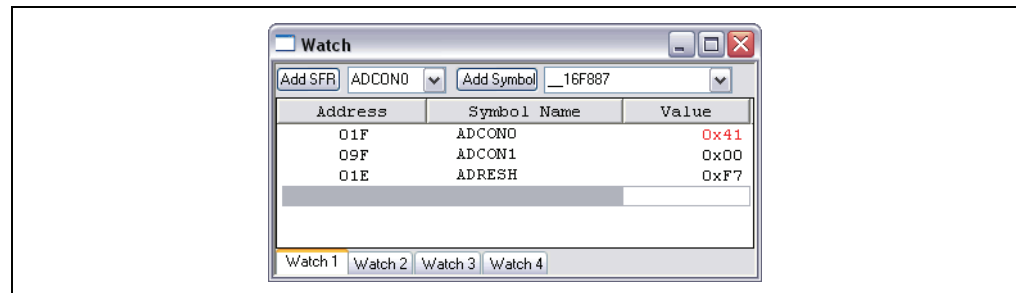 Watch
Add SFR ADCON0 Add Symbol __16F887
Address Symbol Name Value
01F ADCON0 0x41
09F ADCON1 0x00
01E ADRESH 0xF7
Watch 1 Watch 2 Watch 3 Watch 4